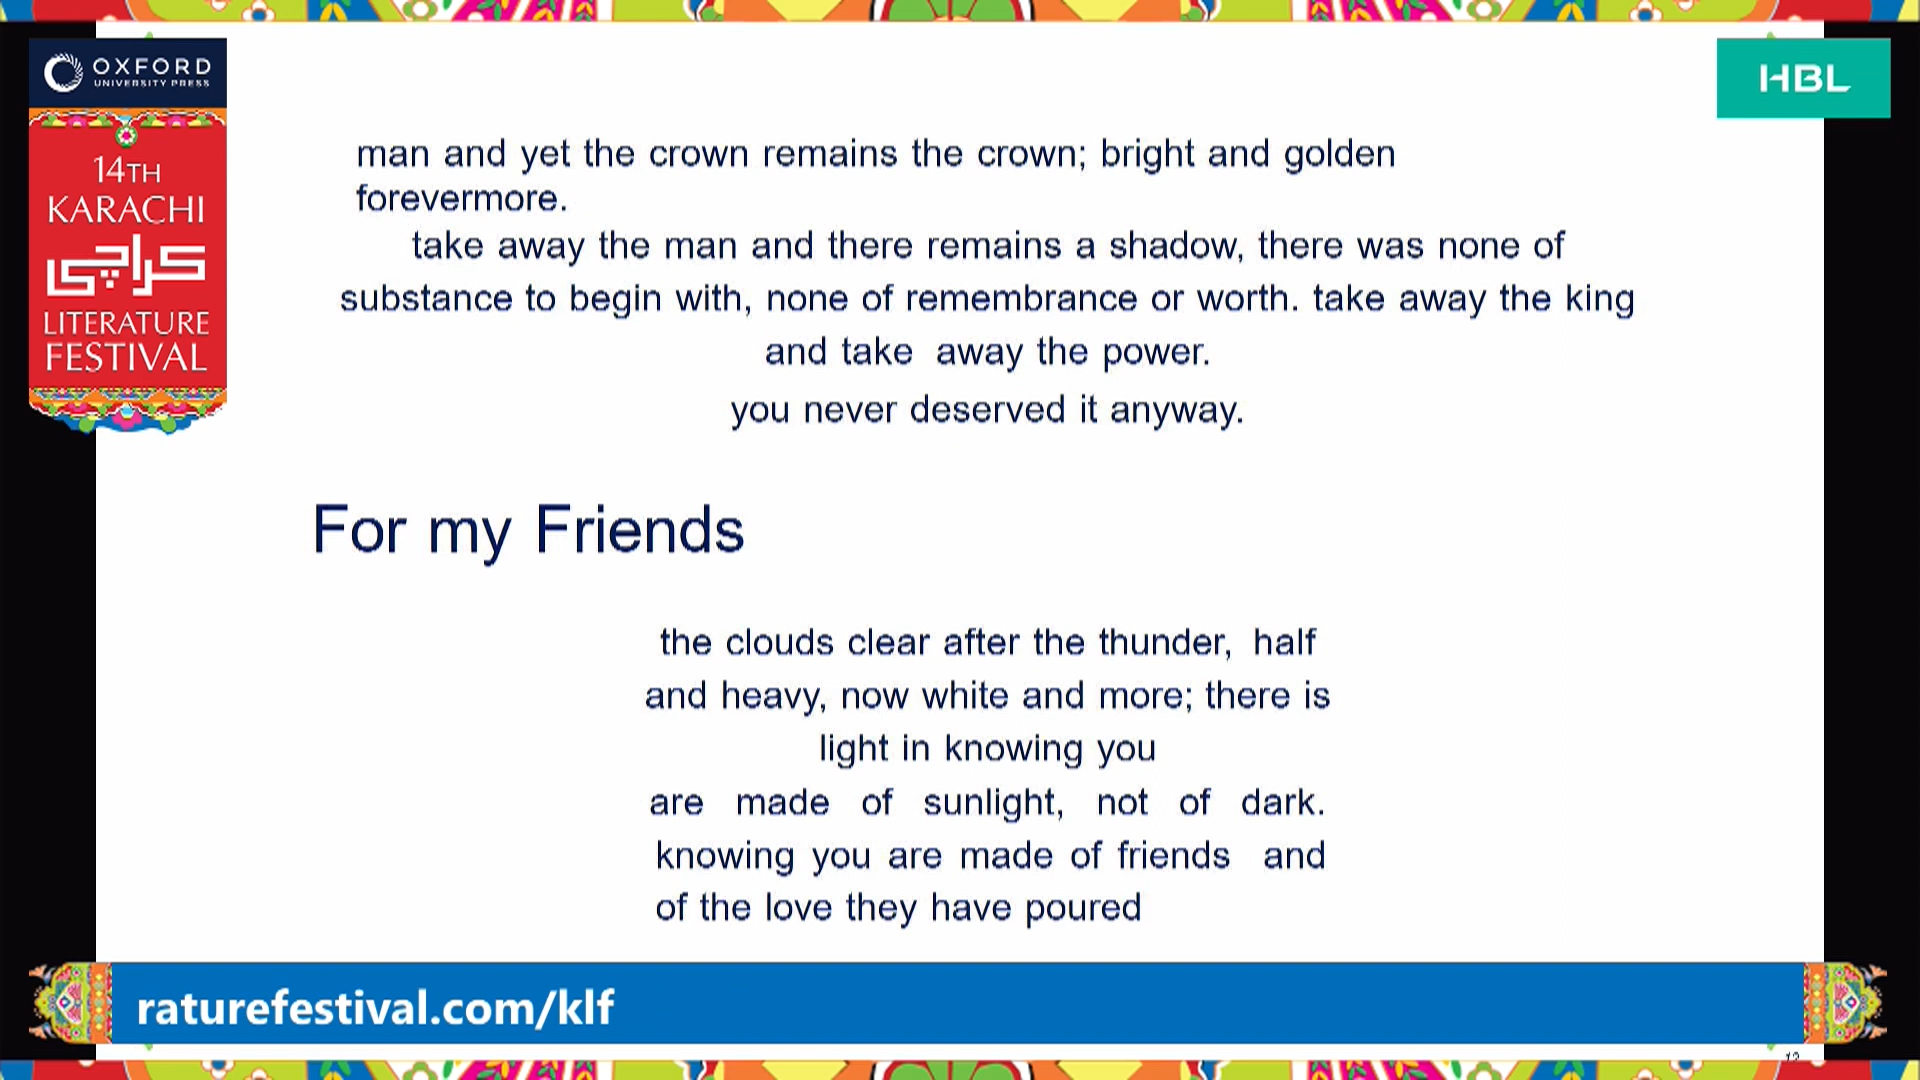 OXFORD
UNIVERSITY PRESS
14TH
KARACHI
کراچی
LITERATURE
FESTIVAL
HBL
man and yet the crown remains the crown; bright and golden
forevermore.
take away the man and there remains a shadow, there was none of
substance to begin with, none of remembrance or worth. take away the king
and take away the power.
you never deserved it anyway.
For my Friends
the clouds clear after the thunder, half
and heavy, now white and more; there is
light in knowing you
are made of sunlight, not of dark.
knowing you are made of friends and
of the love they have poured
raturefestival.com/klf